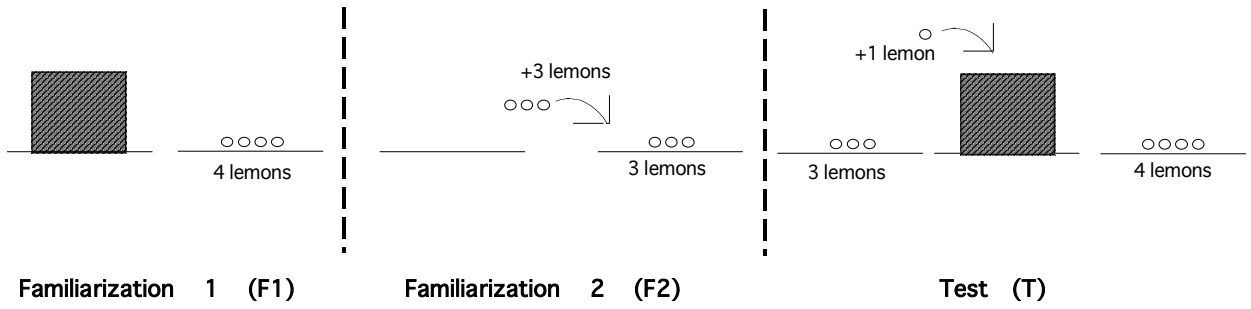 4 lemons
Familiarization 1 (F1)
+3 lemons
3 lemons
Familiarization 2 (F2)
+1 lemon
3 lemons
4 lemons
Test (T)